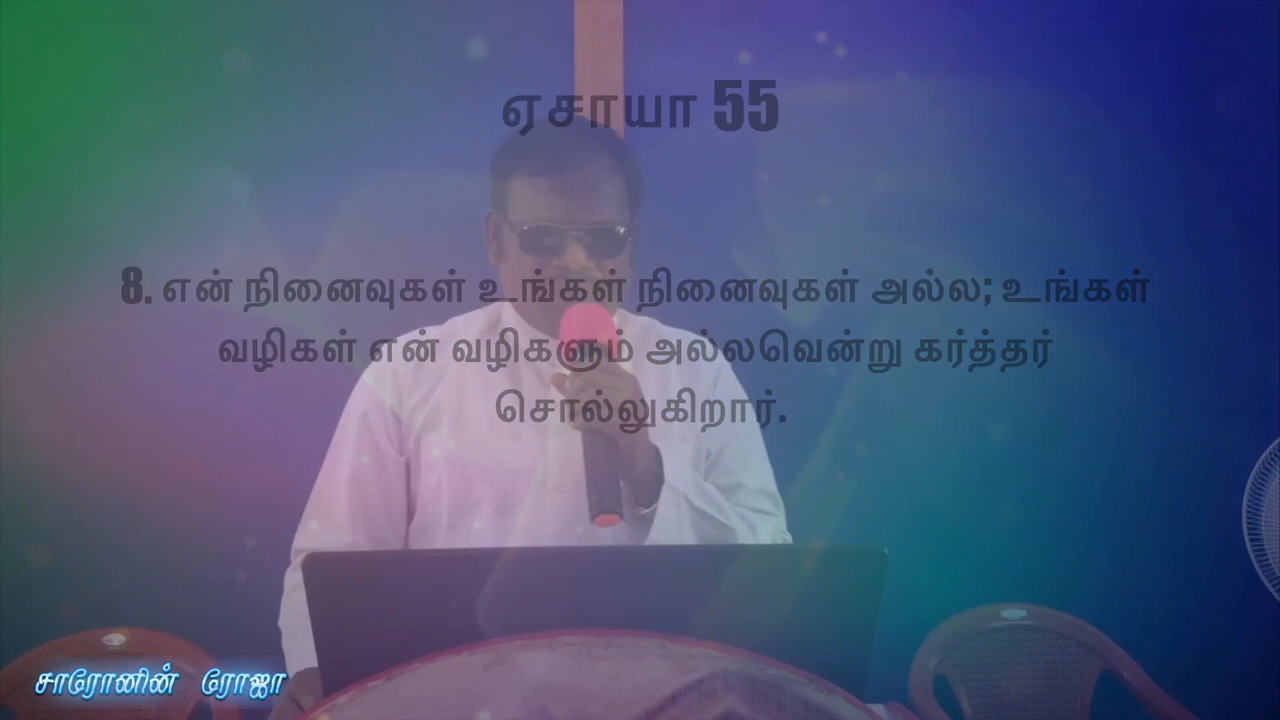 ஏசாயா 55
8. என் நினைவுகள் உங்கள் நினைவுகள் அல்ல; உங்கள்
வழிகள் என் வழிகளும் அல்லவென்று கர்த்தர்
சொல்லுகிறார்.
சாரோனின் ரோஜா